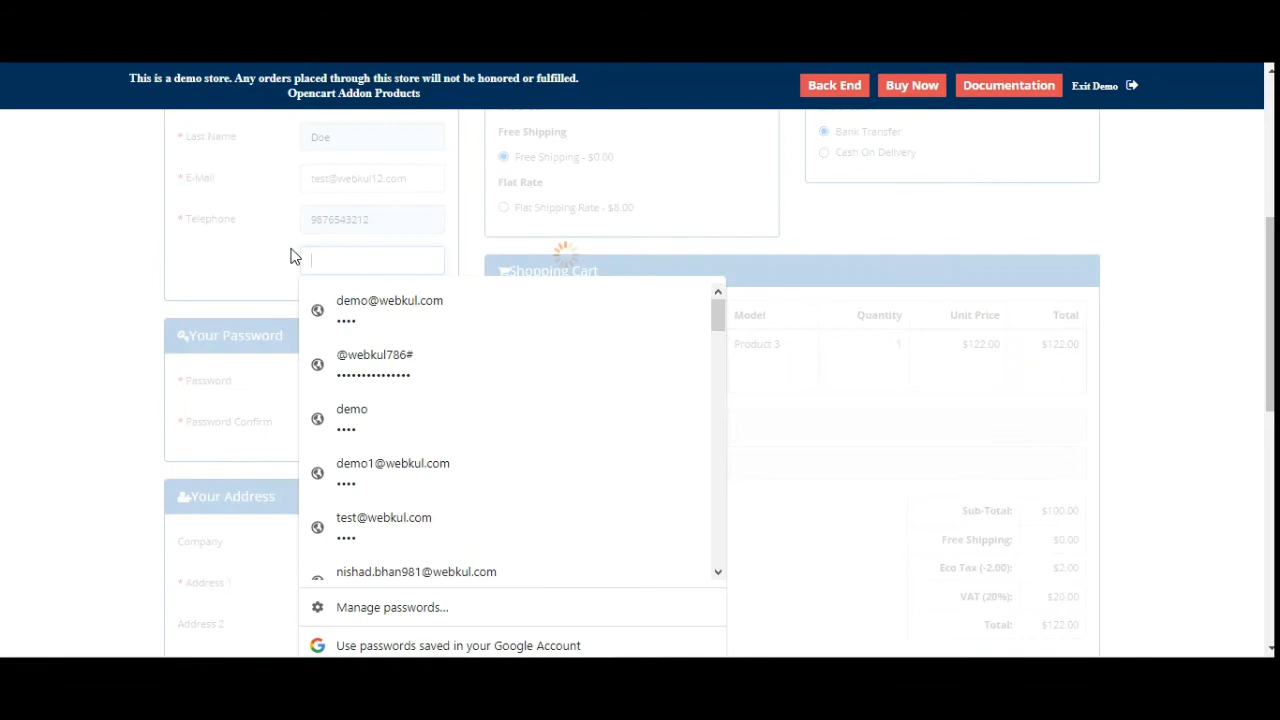 This is a demo store. Any orders placed through this store will not be honored or fulfilled.
Opencart Addon Products
Back End
Buy Now
Documentation
Exit Demo
* Last Name
Doe
* E-Mail
test@webkul12.com
* Telephone
9876543212
Free Shipping
Free Shipping - $0.00
Flat Rate
Flat Shipping Rate - $8.00
Bank Transfer
Cash On Delivery
Shopping Cart
Model
Quantity
Unit Price
Total
Product 3
1
$122.00
$122.00
Sub-Total:
$100.00
Free Shipping:
$0.00
Eco Tax (-2.00):
$2.00
VAT (20%):
$20.00
Total:
$122.00
Your Password
* Password
* Password Confirm
Your Address
Company
* Address 1
Address 2
demo@webkul.com
••••
@webkul786#
•••••••••••••••
demo
••••
demo1@webkul.com
••••
test@webkul.com
••••
nishad.bhan981@webkul.com
Manage passwords...
Use passwords saved in your Google Account